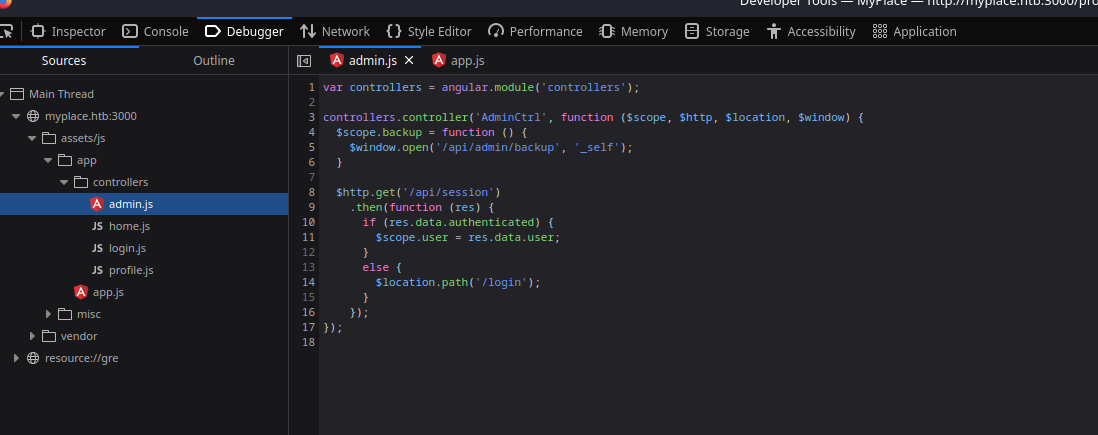 Developer Tools — MyPlace — http://myplace.htb:3000/pro
Inspector Console Debugger Network Style Editor Performance Memory Storage Accessibility Application
Sources Outline
Main Thread
myplace.htb:3000
assets/js
app
controllers
admin.js
JS home.js
JS login.js
JS profile.js
app.js
misc
vendor
resource://gre
admin.js app.js
1 var controllers = angular.module('controllers');
2
3 controllers.controller('AdminCtrl', function ($scope, $http, $location, $window) {
4 $scope.backup = function () {
5 $window.open('/api/admin/backup', '_self');
6 }
7
8 $http.get('/api/session')
9 .then(function (res) {
10 if (res.data.authenticated) {
11 $scope.user = res.data.user;
12 }
13 else {
14 $location.path('/login');
15 }
16 });
17 });
18